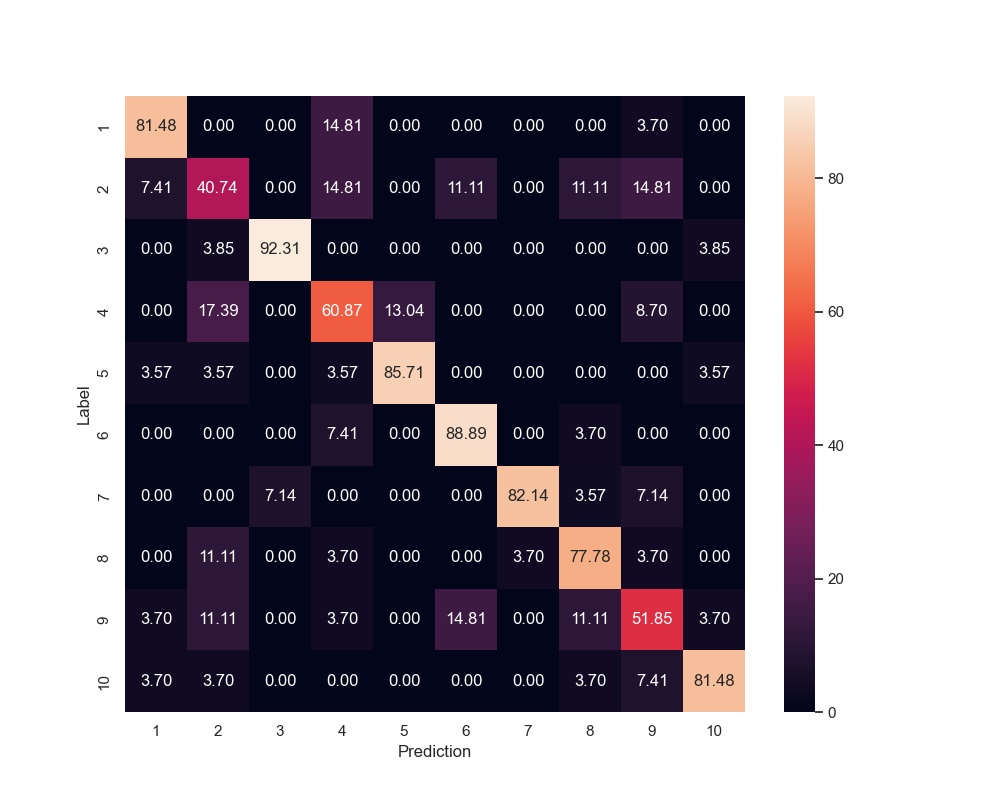 1 81.48 0.00 0.00 14.81 0.00 0.00 0.00 0.00 3.70 0.00
2 7.41 40.74 0.00 14.81 0.00 11.11 0.00 11.11 14.81 0.00
80
3 0.00 3.85 92.31 0.00 0.00 0.00 0.00 0.00 0.00 3.85
4 0.00 17.39 0.00 60.87 13.04 0.00 0.00 0.00 8.70 0.00
60
5 3.57 3.57 0.00 3.57 85.71 0.00 0.00 0.00 0.00 3.57
Label
6 0.00 0.00 0.00 7.41 0.00 88.89 0.00 3.70 0.00 0.00
40
7 0.00 0.00 7.14 0.00 0.00 0.00 82.14 3.57 7.14 0.00
8 0.00 11.11 0.00 3.70 0.00 0.00 3.70 77.78 3.70 0.00
20
9 3.70 11.11 0.00 3.70 0.00 14.81 0.00 11.11 51.85 3.70
10 3.70 3.70 0.00 0.00 0.00 0.00 0.00 3.70 7.41 81.48
0
1 2 3 4 5 6 7 8 9 10
Prediction